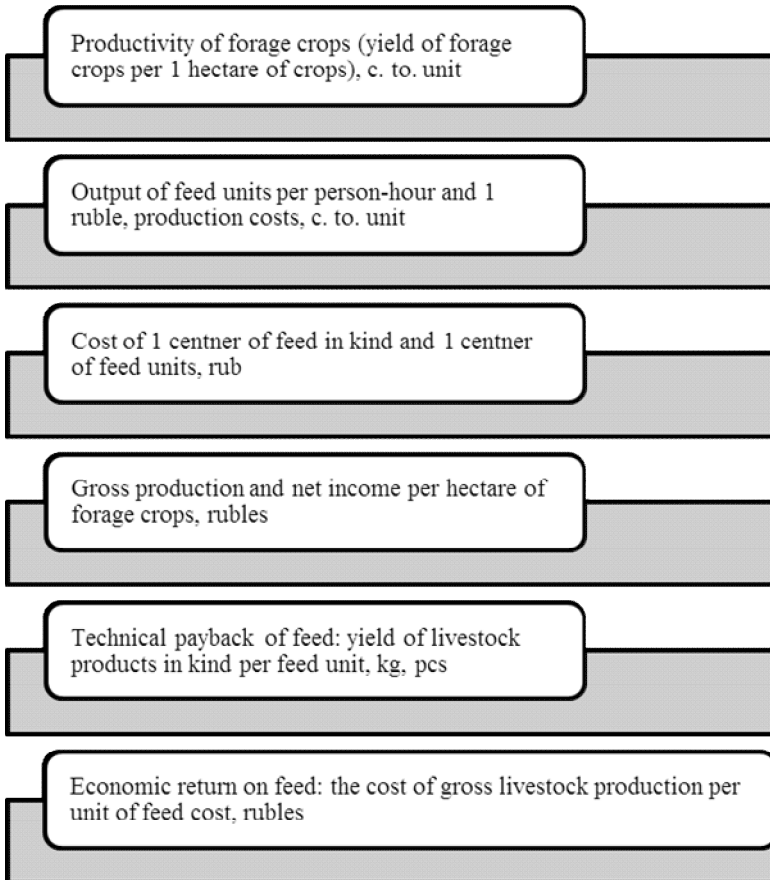 Productivity of forage crops (yield of forage
crops per 1 hectare of crops), c. to. unit
Output of feed units per person-hour and 1
ruble, production costs, c. to. unit
Cost of 1 centner of feed in kind and 1 centner
of feed units, rub
Gross production and net income per hectare of
forage crops, rubles
Technical payback of feed: yield of livestock
products in kind per feed unit, kg, pcs
Economic return on feed: the cost of gross livestock production per
unit of feed cost, rubles